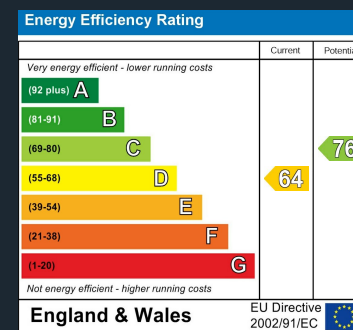 Energy Efficiency Rating
Current
Very energy efficient - lower running costs
(92 plus) A
(81-91) B
(69-80) C 76
(55-68) D 64
(39-54) E
(21-38) F
(1-20) G
Not energy efficient - higher running costs
England & Wales
EU Directive
2002/91/EC